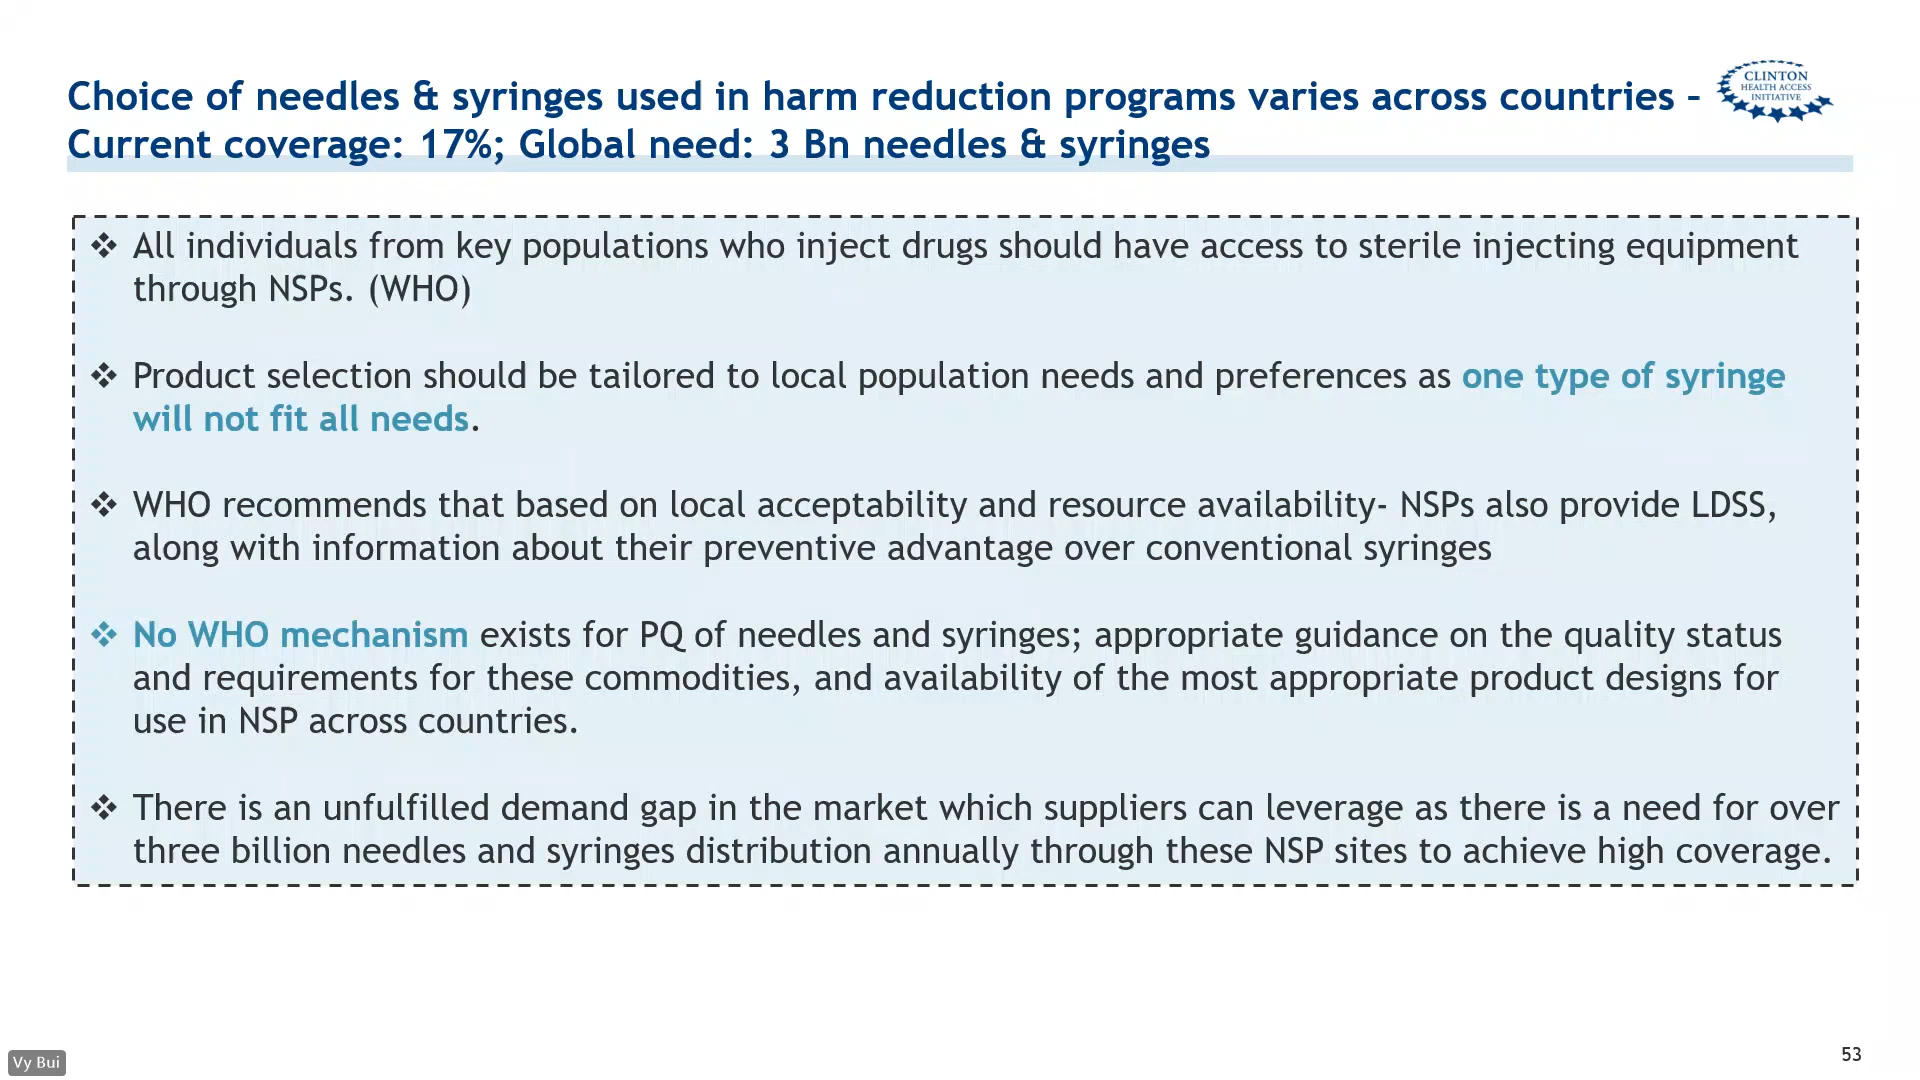 Choice of needles & syringes used in harm reduction programs varies across countries –
Current coverage: 17%; Global need: 3 Bn needles & syringes
CLINTON
HEALTH ACCESS
INITIATIVE
❖ All individuals from key populations who inject drugs should have access to sterile injecting equipment
through NSPs. (WHO)
❖ Product selection should be tailored to local population needs and preferences as one type of syringe
will not fit all needs.
❖ WHO recommends that based on local acceptability and resource availability- NSPs also provide LDSS,
along with information about their preventive advantage over conventional syringes
❖ No WHO mechanism exists for PQ of needles and syringes; appropriate guidance on the quality status
and requirements for these commodities, and availability of the most appropriate product designs for
use in NSP across countries.
❖ There is an unfulfilled demand gap in the market which suppliers can leverage as there is a need for over
three billion needles and syringes distribution annually through these NSP sites to achieve high coverage.
Vy Bui
53